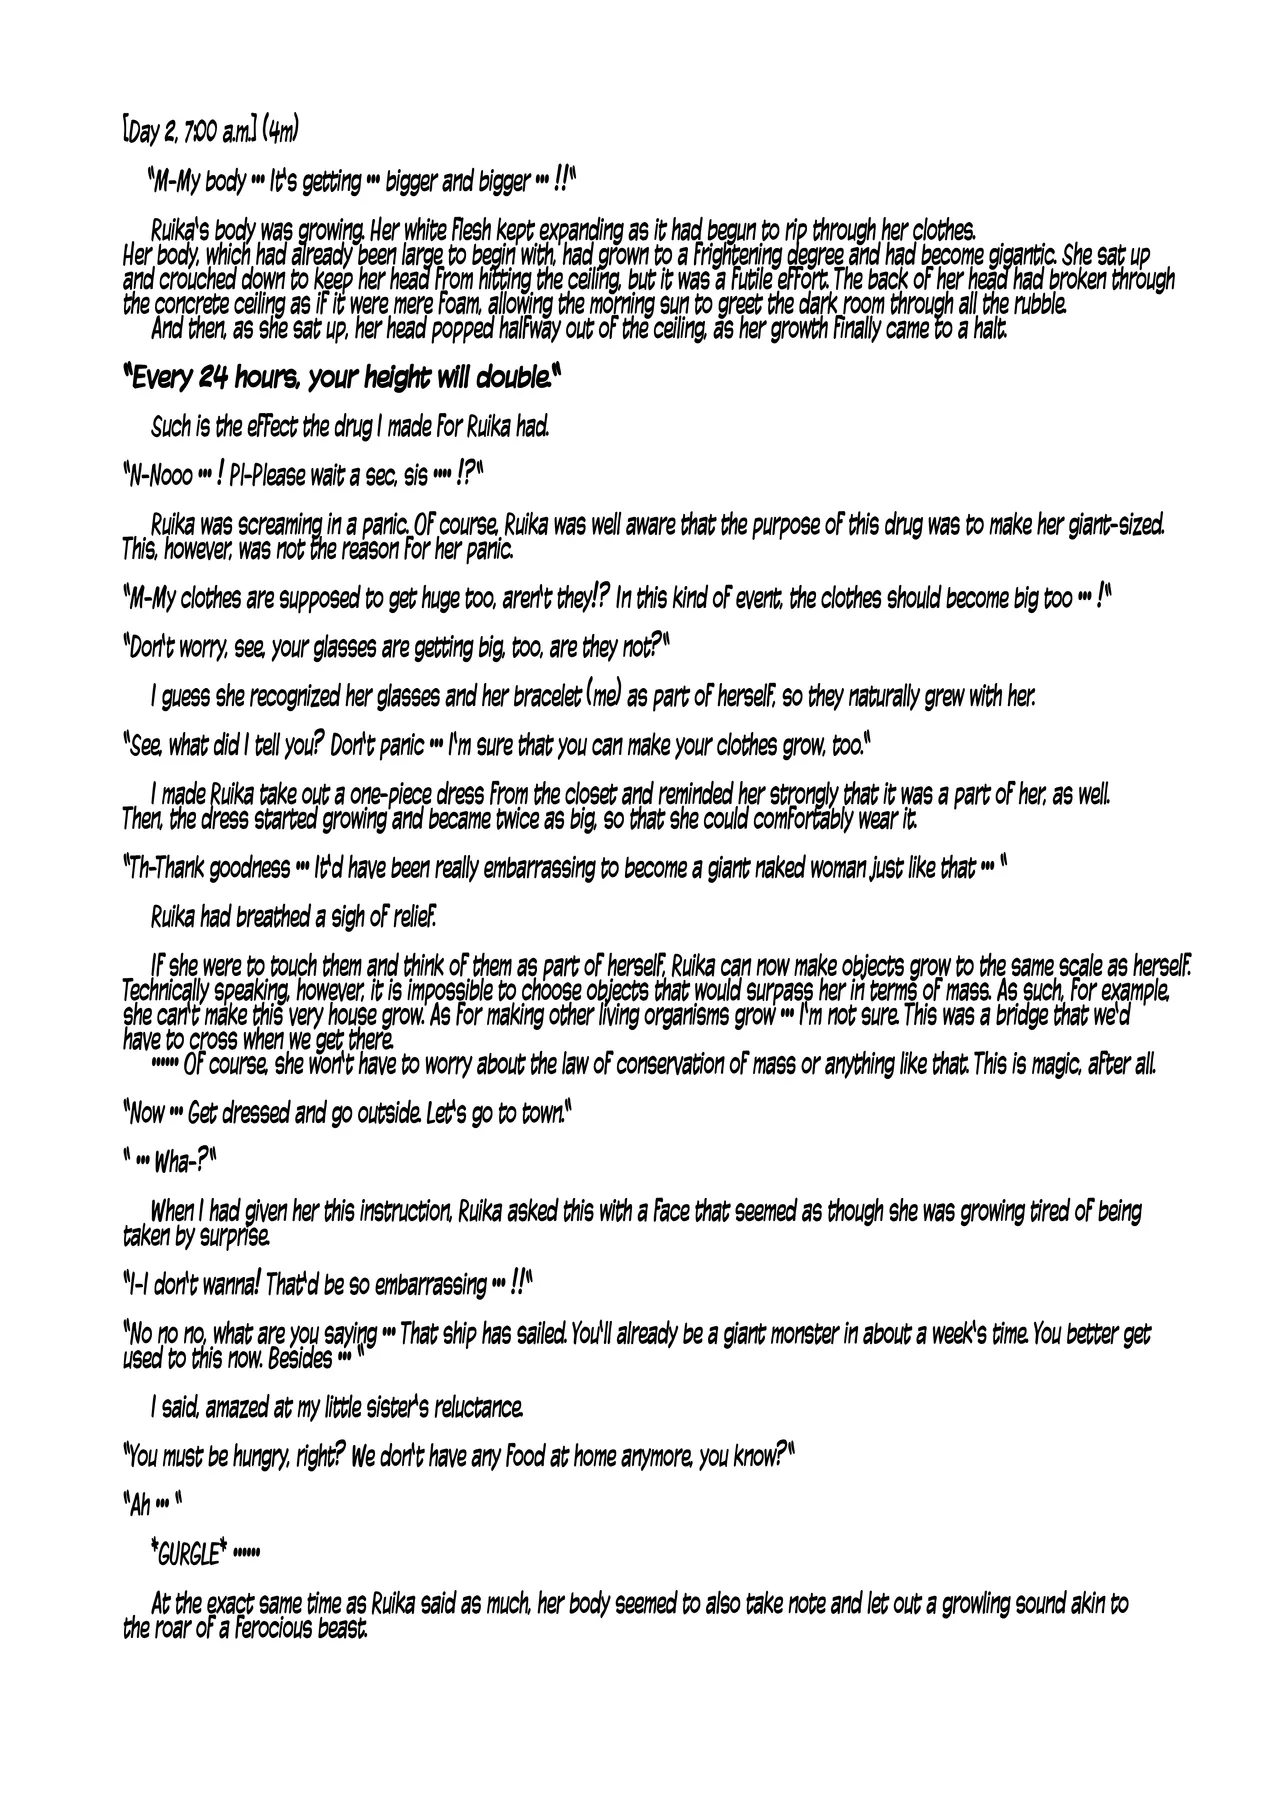 [Day 2, 7:00 a.m.] (4m)
"M-My body ··· It's getting ··· bigger and bigger ··· !!"
Ruika's body was growing. Her white flesh kept expanding as it had begun to rip through her clothes.
Her body, which had already been large to begin with, had grown to a frightening degree and had become gigantic. She sat up
and crouched down to keep her head from hitting the ceiling, but it was a futile effort. The back of her head had broken through
the concrete ceiling as if it were mere foam, allowing the morning sun to greet the dark room through all the rubble.
And then, as she sat up, her head popped halfway out of the ceiling, as her growth finally came to a halt.
"Every 24 hours, your height will double."
Such is the effect the drug I made for Ruika had.
"N-Nooo ··· ! Pl-Please wait a sec, sis ···· !?"
Ruika was screaming in a panic. Of course, Ruika was well aware that the purpose of this drug was to make her giant-sized.
This, however, was not the reason for her panic.
"M-My clothes are supposed to get huge too, aren't they!? In this kind of event, the clothes should become big too ··· !"
"Don't worry, see, your glasses are getting big, too, are they not?"
I guess she recognized her glasses and her bracelet (me) as part of herself, so they naturally grew with her.
"See, what did I tell you? Don't panic ··· I'm sure that you can make your clothes grow, too."
I made Ruika take out a one-piece dress from the closet and reminded her strongly that it was a part of her, as well.
Then, the dress started growing and became twice as big, so that she could comfortably wear it.
"Th-Thank goodness ··· It'd have been really embarrassing to become a giant naked woman just like that ··· "
Ruika had breathed a sigh of relief.
If she were to touch them and think of them as part of herself, Ruika can now make objects grow to the same scale as herself.
Technically speaking, however, it is impossible to choose objects that would surpass her in terms of mass. As such, for example,
she can't make this very house grow. As for making other living organisms grow ··· I'm not sure. This was a bridge that we'd
have to cross when we get there.
······ Of course, she won't have to worry about the law of conservation of mass or anything like that. This is magic, after all.
"Now ··· Get dressed and go outside. Let's go to town."
" ··· Wha-?"
When I had given her this instruction, Ruika asked this with a face that seemed as though she was growing tired of being
taken by surprise.
"I-I don't wanna! That'd be so embarrassing ··· !!"
"No no no, what are you saying ··· That ship has sailed. You'll already be a giant monster in about a week's time. You better get
used to this now. Besides ··· "
I said, amazed at my little sister's reluctance.
"You must be hungry, right? We don't have any food at home anymore, you know?"
"Ah ··· "
*GURGLE* ······
At the exact same time as Ruika said as much, her body seemed to also take note and let out a growling sound akin to
the roar of a ferocious beast.